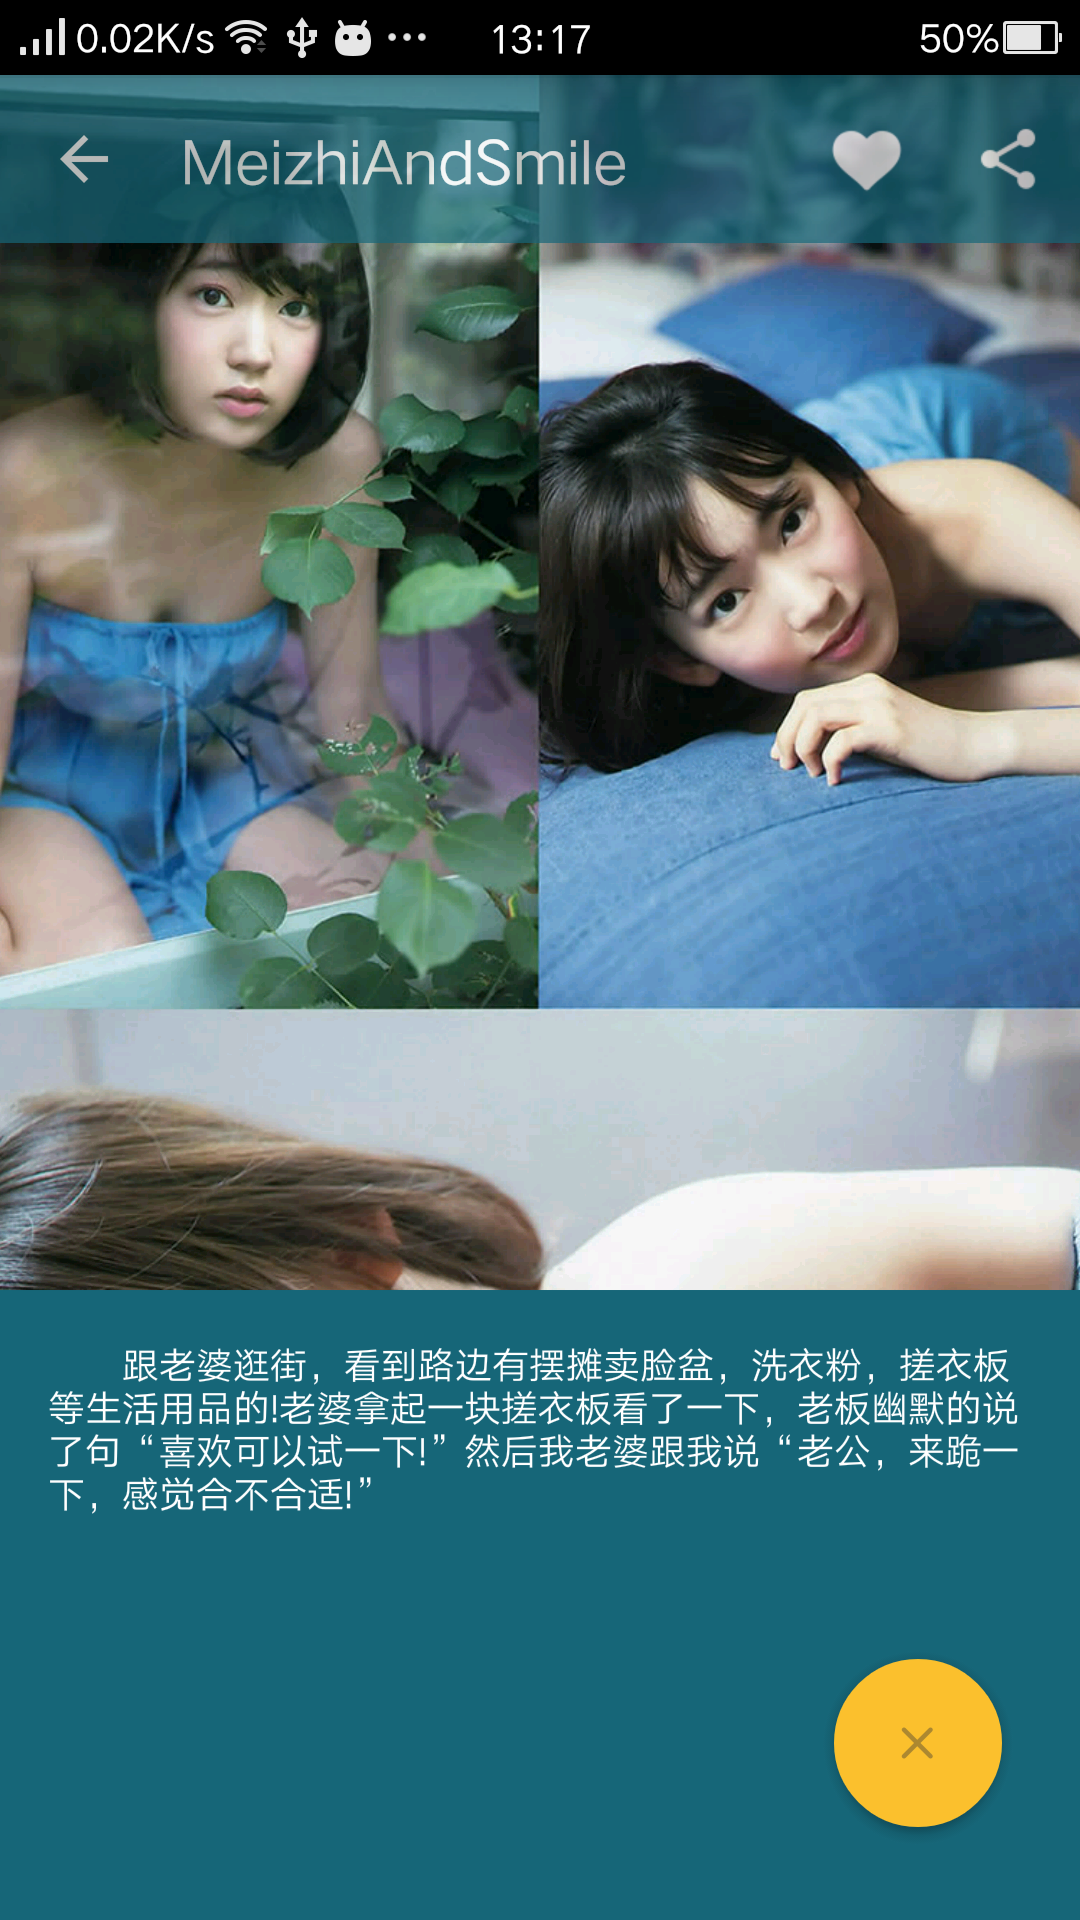 0.02K/s 13:17 50%
MeizhiAndSmile
跟老婆逛街，看到路边有摆摊卖脸盆，洗衣粉，搓衣板
等生活用品的!老婆拿起一块搓衣板看了一下，老板幽默的说
了句“喜欢可以试一下!”然后我老婆跟我说“老公，来跪一
下，感觉合不合适!”